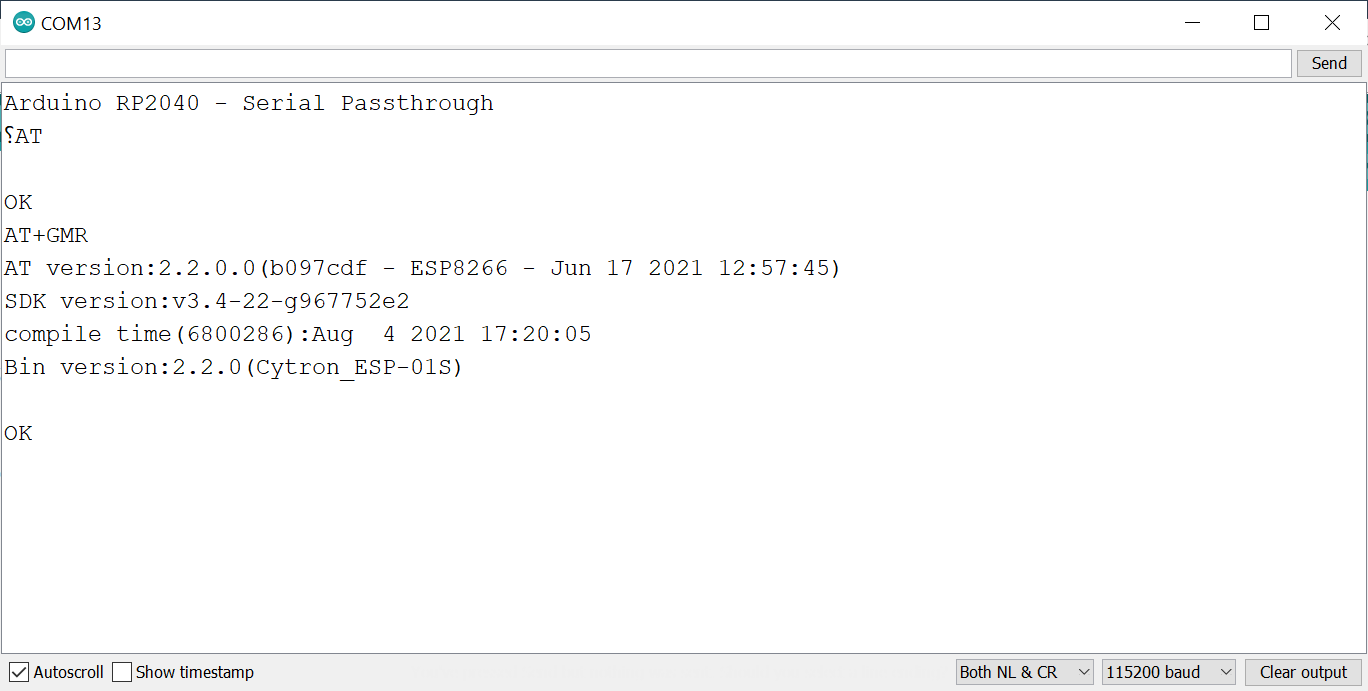 COM13
Send
Arduino RP2040 - Serial Passthrough
⸮AT
OK
AT+GMR
AT version:2.2.0.0(b097cdf - ESP8266 - Jun 17 2021 12:57:45)
SDK version:v3.4-22-g967752e2
compile time(6800286):Aug  4 2021 17:20:05
Bin version:2.2.0(Cytron_ESP-01S)
OK
Autoscroll Show timestamp Both NL & CR 115200 baud Clear output